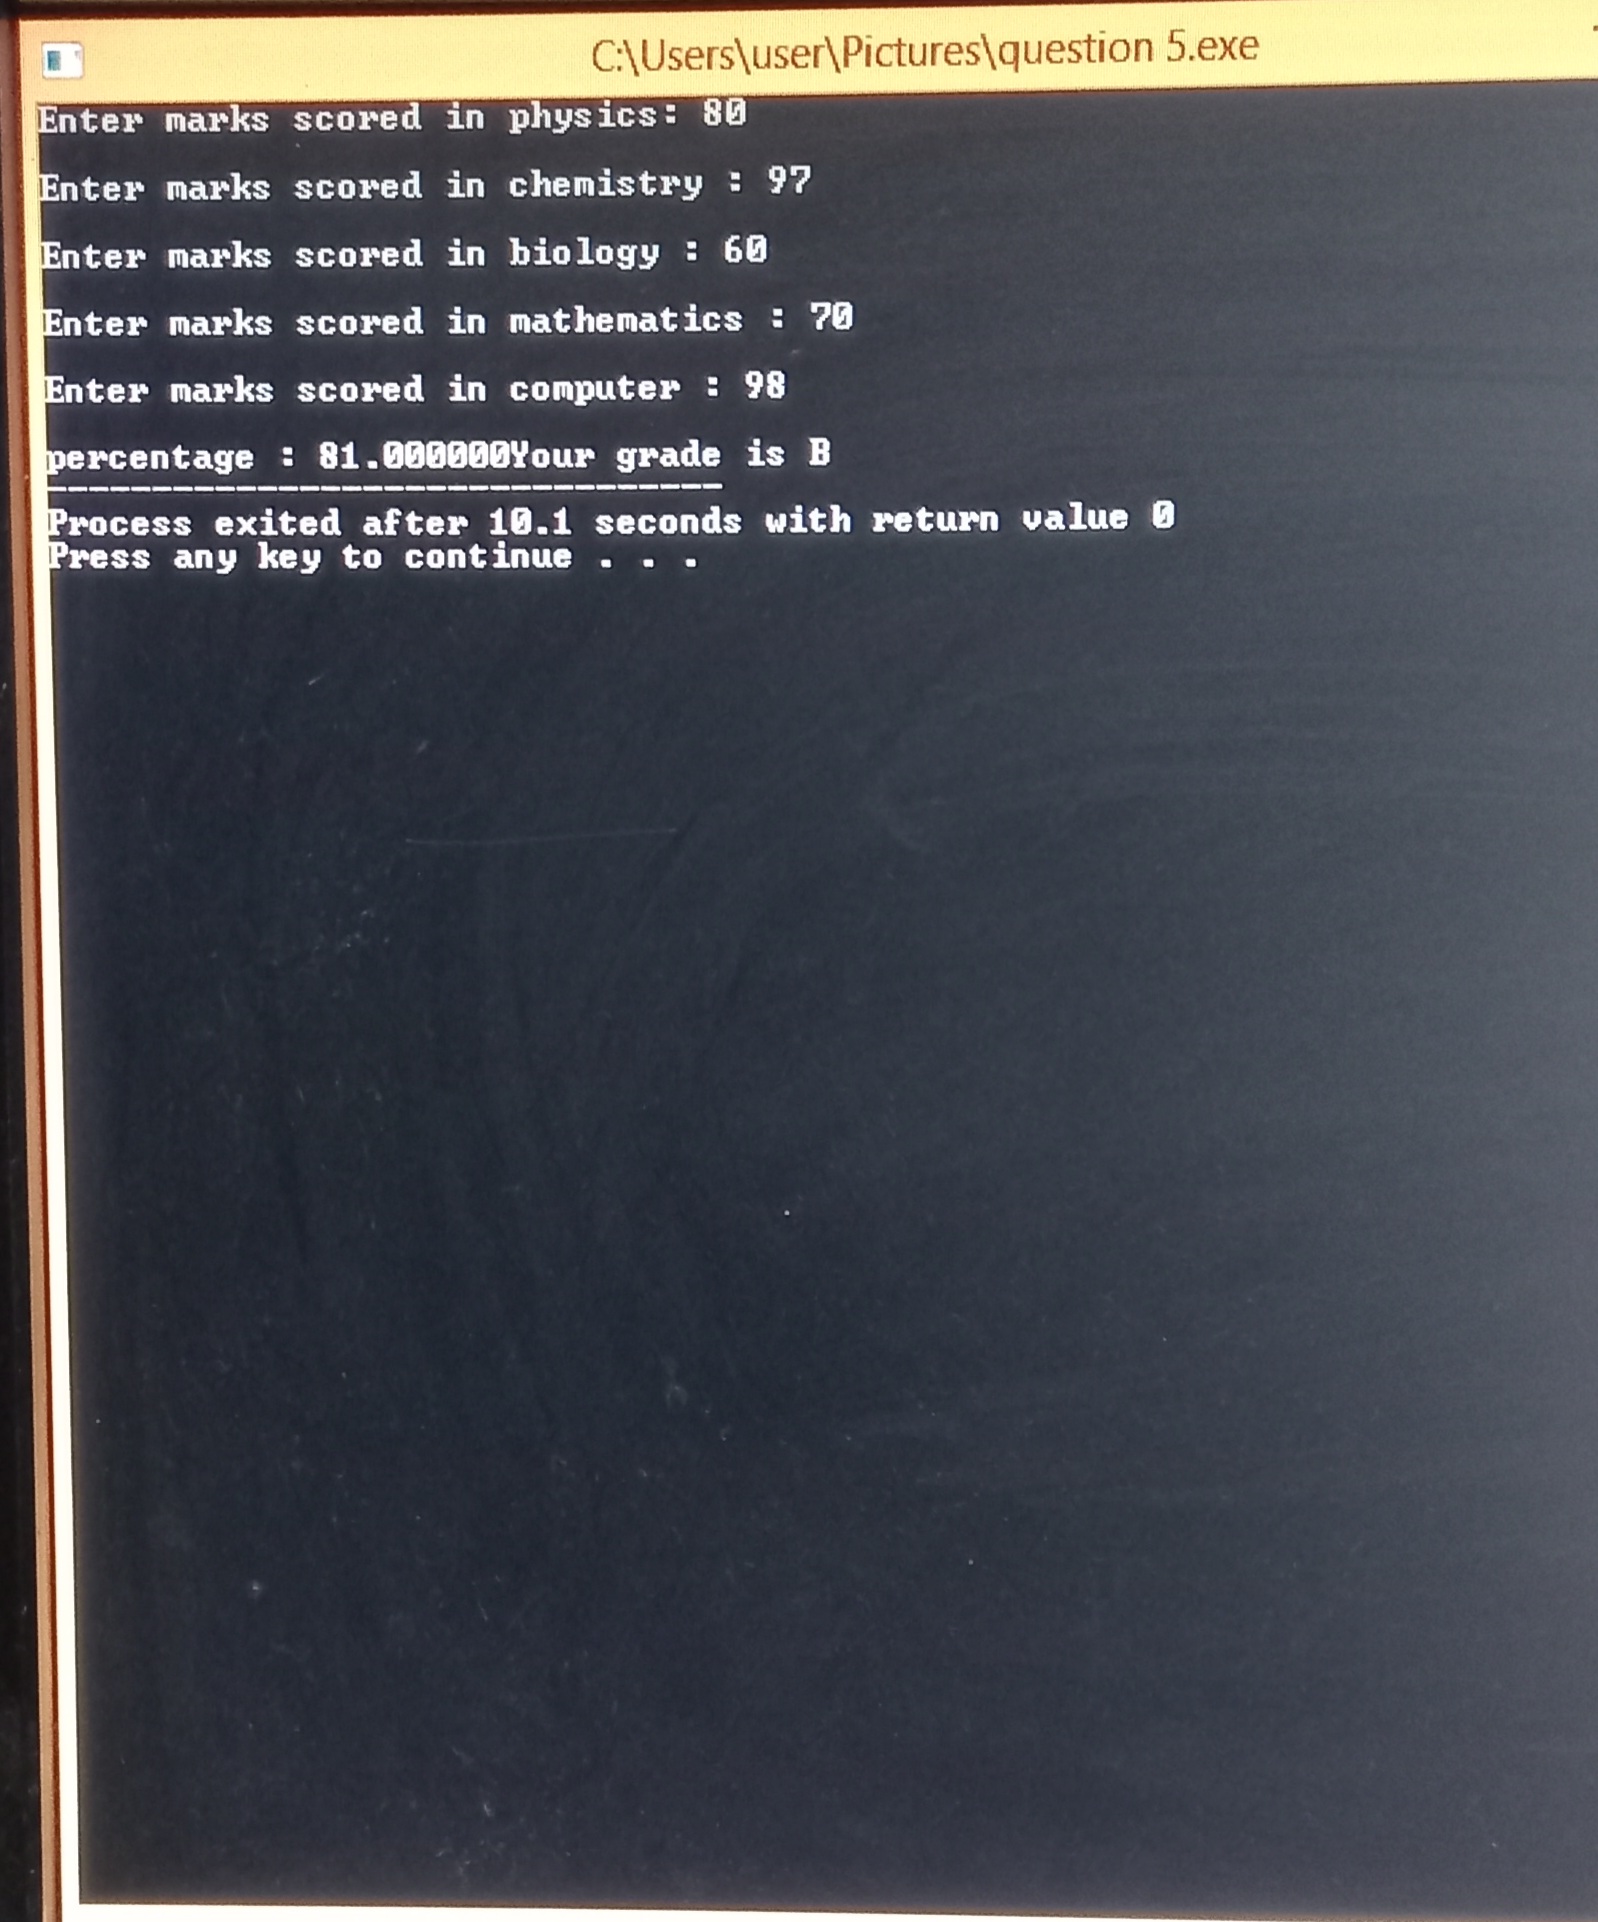 C:\Users\user\Pictures\question 5.exe
Enter marks scored in physics: 80
Enter marks scored in chemistry : 97
Enter marks scored in biology : 60
Enter marks scored in mathematics : 70
Enter marks scored in computer : 98
percentage : 81.000000Your grade is B
--------------------------------
Process exited after 10.1 seconds with return value 0
Press any key to continue . . .